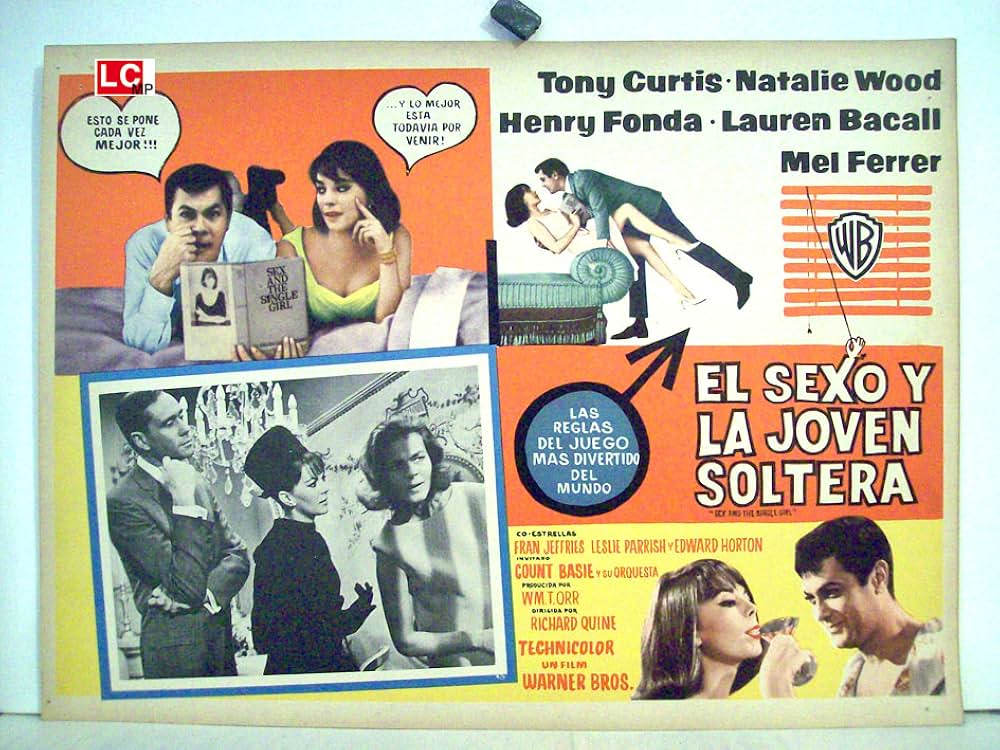 LC
MP
ESTO SE PONE
CADA VEZ
MEJOR!!!
...Y LO MEJOR
ESTA
TODAVIA POR
VENIR!
SEX
AND
THE
SINGLE
GIRL
Tony Curtis · Natalie Wood
Henry Fonda · Lauren Bacall
Mel Ferrer
WB
LAS
REGLAS
DEL JUEGO
MAS DIVERTIDO
DEL
MUNDO
EL SEXO Y
LA JOVEN
SOLTERA
"SEX AND THE SINGLE GIRL"
CO-ESTRELLAS
FRAN JEFFRIES LESLIE PARRISH Y EDWARD HORTON
INVITADO
COUNT BASIE Y SU ORQUESTA
PRODUCIDA POR
WM.T.ORR
DIRIGIDA POR
RICHARD QUINE
TECHNICOLOR
UN FILM
WARNER BROS.